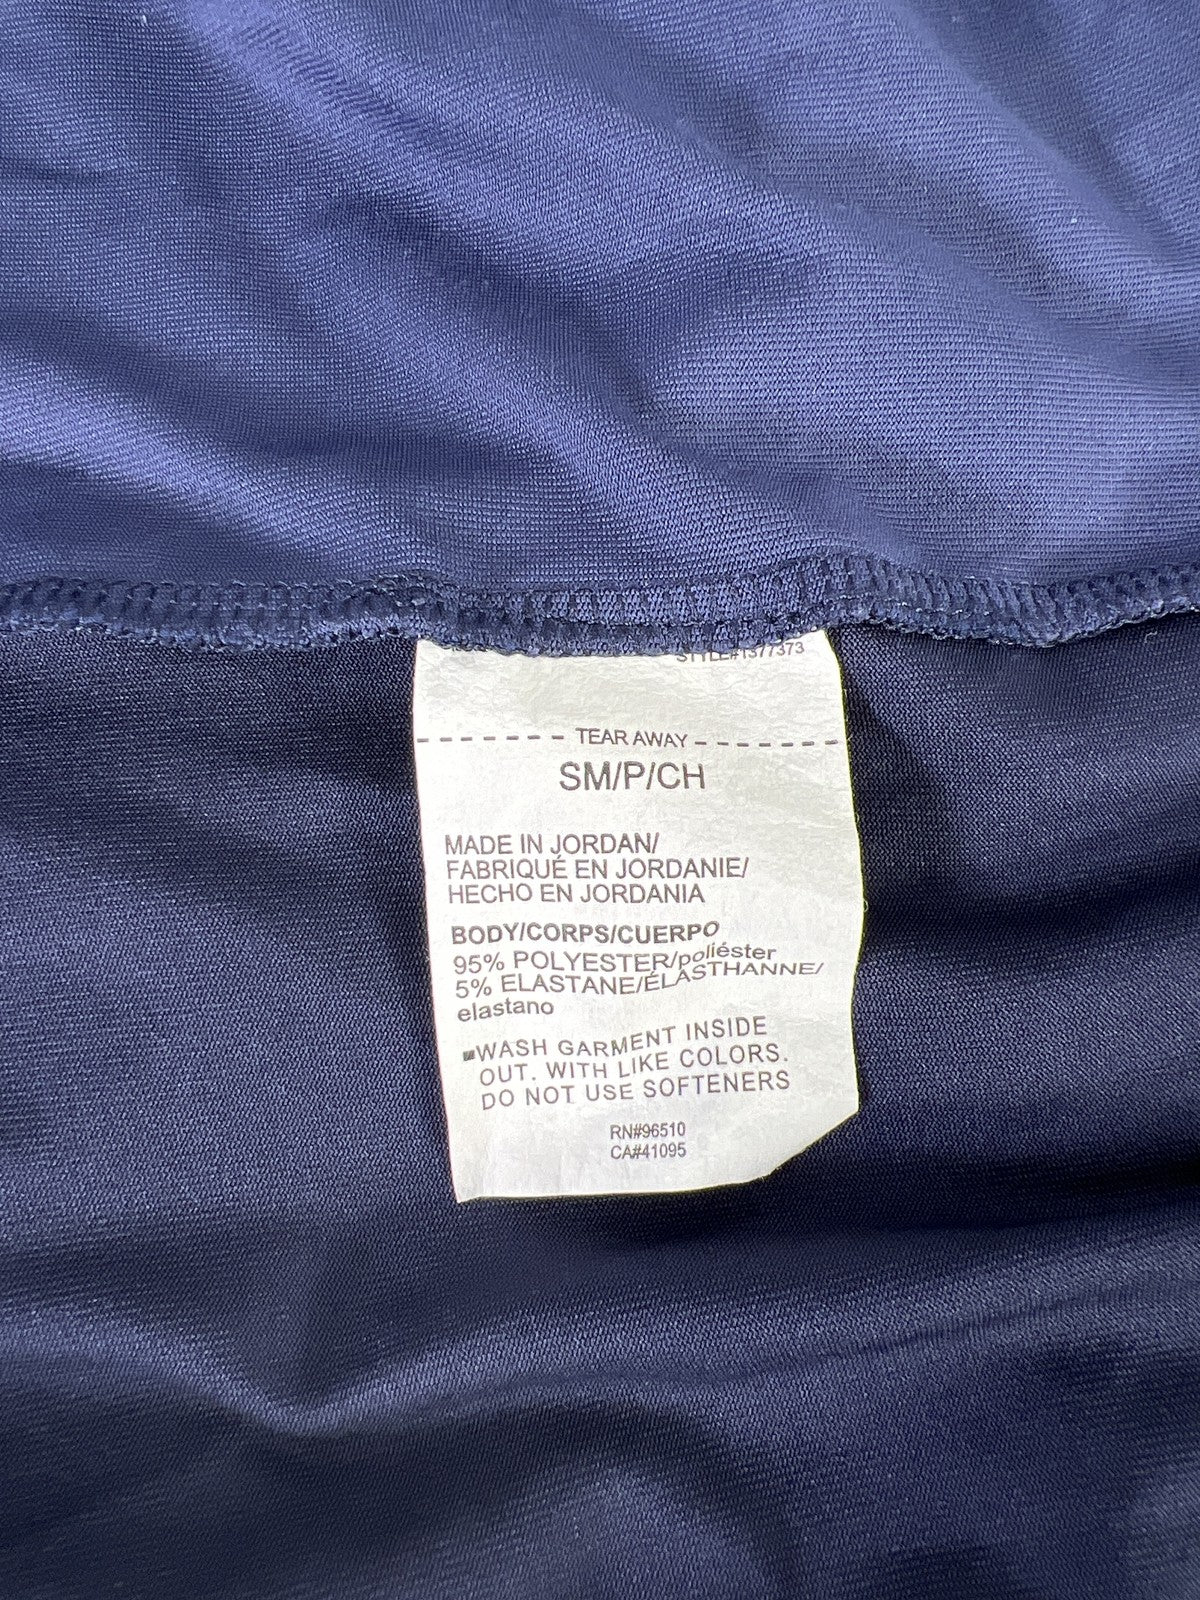 STYLE#1377373
TEAR AWAY
SM/P/CH
MADE IN JORDAN/
FABRIQUÉ EN JORDANIE/
HECHO EN JORDANIA
BODY/CORPS/CUERPO
95% POLYESTER/poliéster
5% ELASTANE/ÉLASTHANNE/
elastano
WASH GARMENT INSIDE
OUT. WITH LIKE COLORS.
DO NOT USE SOFTENERS
RN#96510
CA#41095